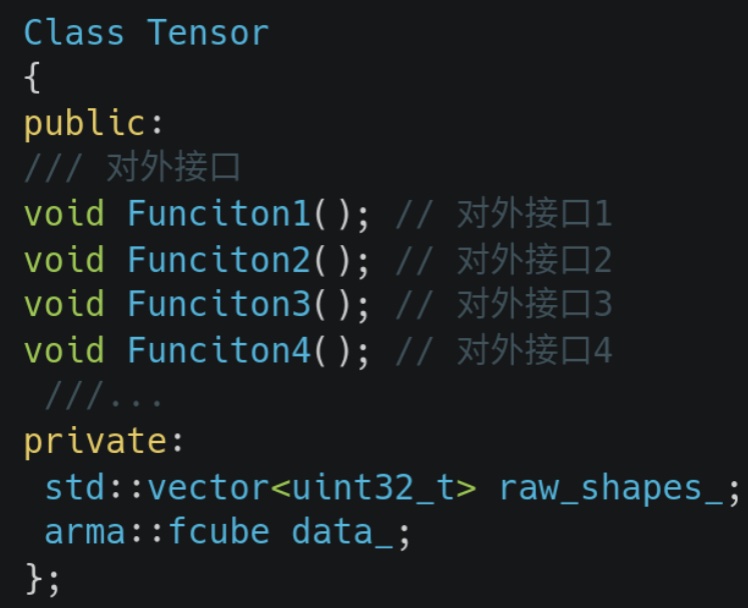 Class Tensor
{
public:
/// 对外接口
void Funciton1(); // 对外接口1
void Funciton2(); // 对外接口2
void Funciton3(); // 对外接口3
void Funciton4(); // 对外接口4
///...
private:
std::vector<uint32_t> raw_shapes_;
arma::fcube data_;
};